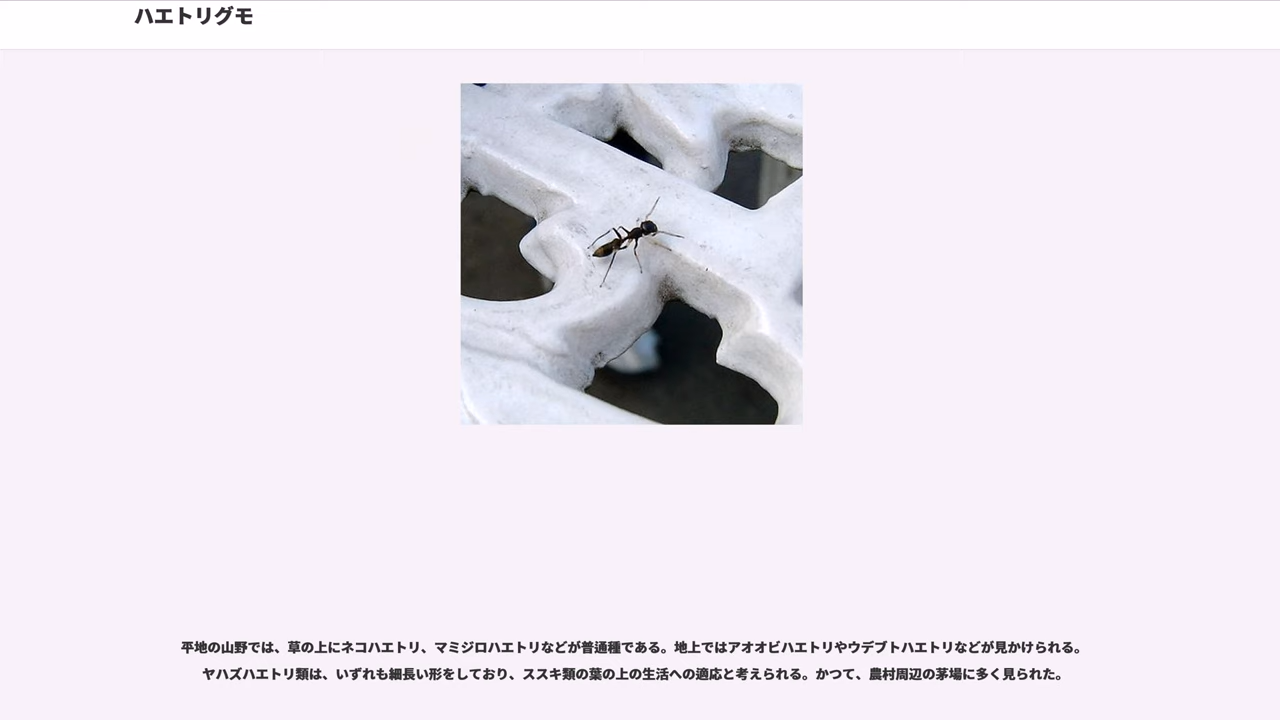 ハエトリグモ
平地の山野では、草の上にネコハエトリ、マミジロハエトリなどが普通種である。地上ではアオオビハエトリやウデブトハエトリなどが見かけられる。
ヤハズハエトリ類は、いずれも細長い形をしており、ススキ類の葉の上の生活への適応と考えられる。かつて、農村周辺の茅場に多く見られた。